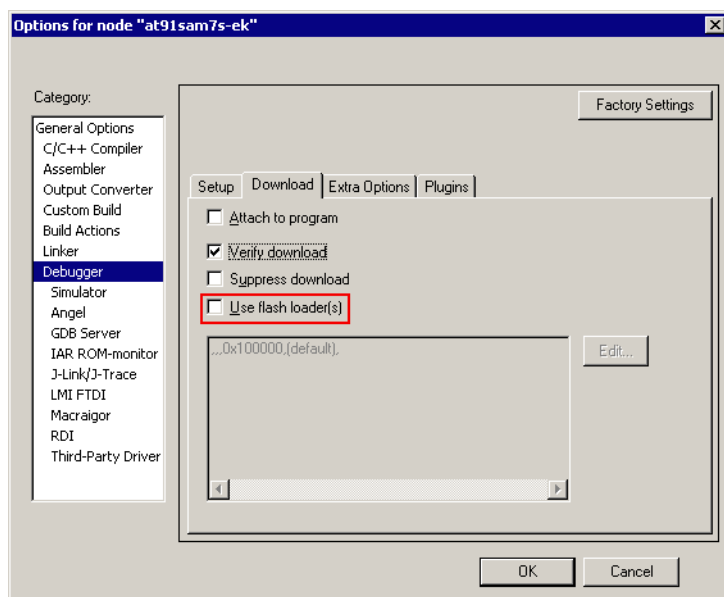 Options for node "at91sam7s-ek"
Category:
General Options
C/C++ Compiler
Assembler
Output Converter
Custom Build
Build Actions
Linker
Debugger
Simulator
Angel
GDB Server
IAR ROM-monitor
J-Link/J-Trace
LMI FTDI
Macraigor
RDI
Third-Party Driver
Factory Settings
Setup Download Extra Options Plugins
Attach to program
Verify download
Suppress download
Use flash loader(s)
,,,0x100000,(default),
Edit...
OK Cancel